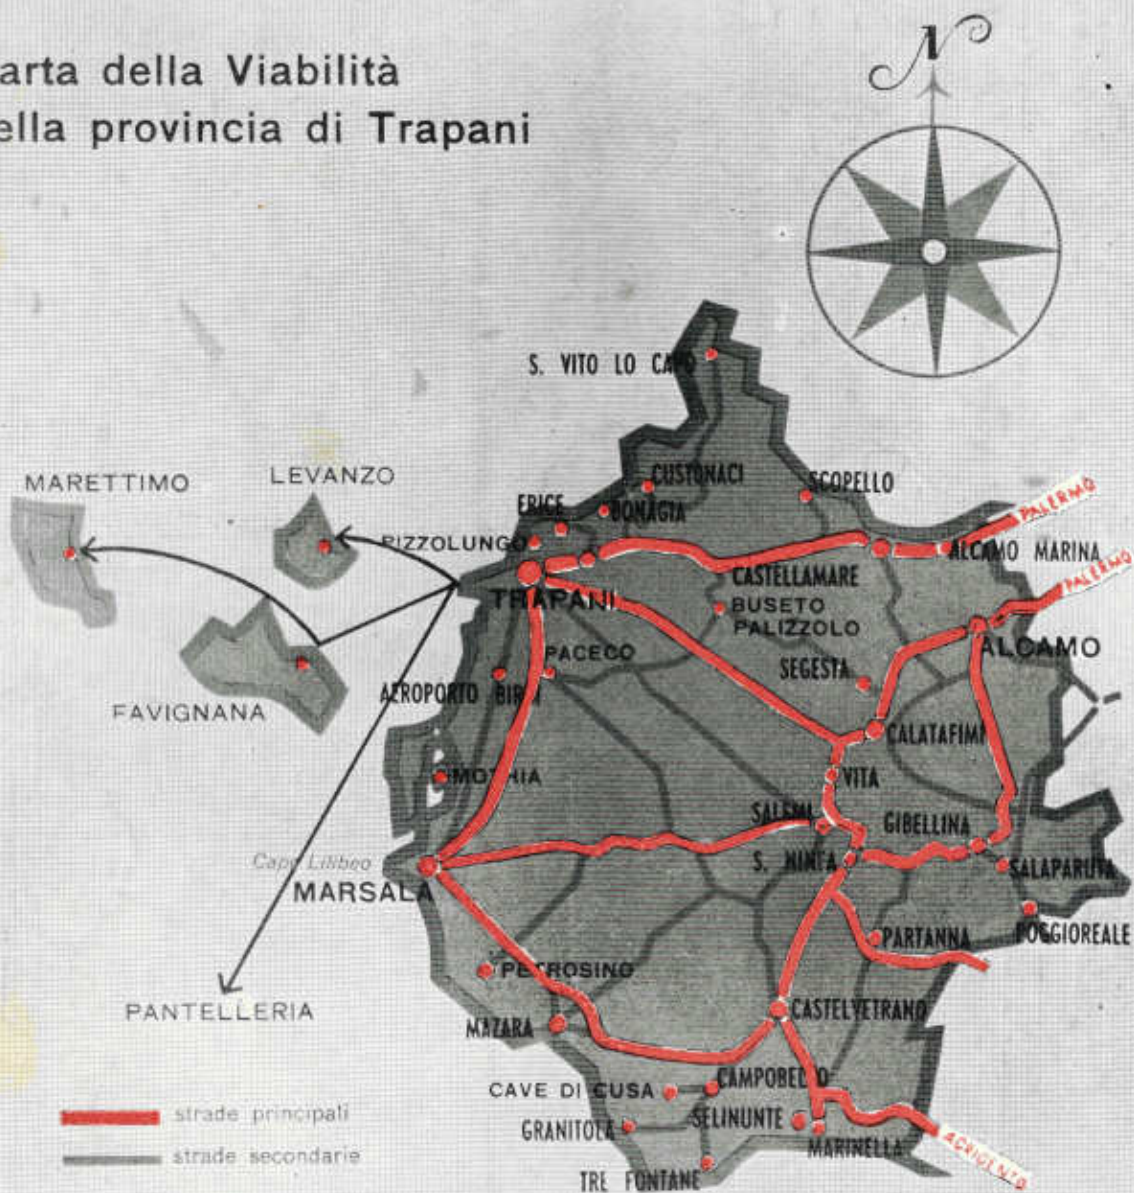 arta della Viabilità
ella provincia di Trapani
N
S. VITO LO CAPO
MARETTIMO
LEVANZO
CUSTONACI
SCOPELLO
ERICE
BONAGIA
PALERMO
PIZZOLUNGO
ALCAMO MARINA
CASTELLAMARE
PALERMO
TRAPANI
BUSETO
PALIZZOLO
ALCAMO
PACECO
SEGESTA
AEROPORTO BIRGI
FAVIGNANA
CALATAFIMI
MOTHIA
VITA
SALEMI
GIBELLINA
Capo Lilibeo
S. NINFA
SALAPARUTA
MARSALA
PARTANNA
POGGIOREALE
PETROSINO
PANTELLERIA
CASTELVETRANO
MAZARA
CAVE DI CUSA
CAMPOBELLO
strade principali
GRANITOLA
SELINUNTE
MARINELLA
AGRIGENTO
strade secondarie
TRE FONTANE